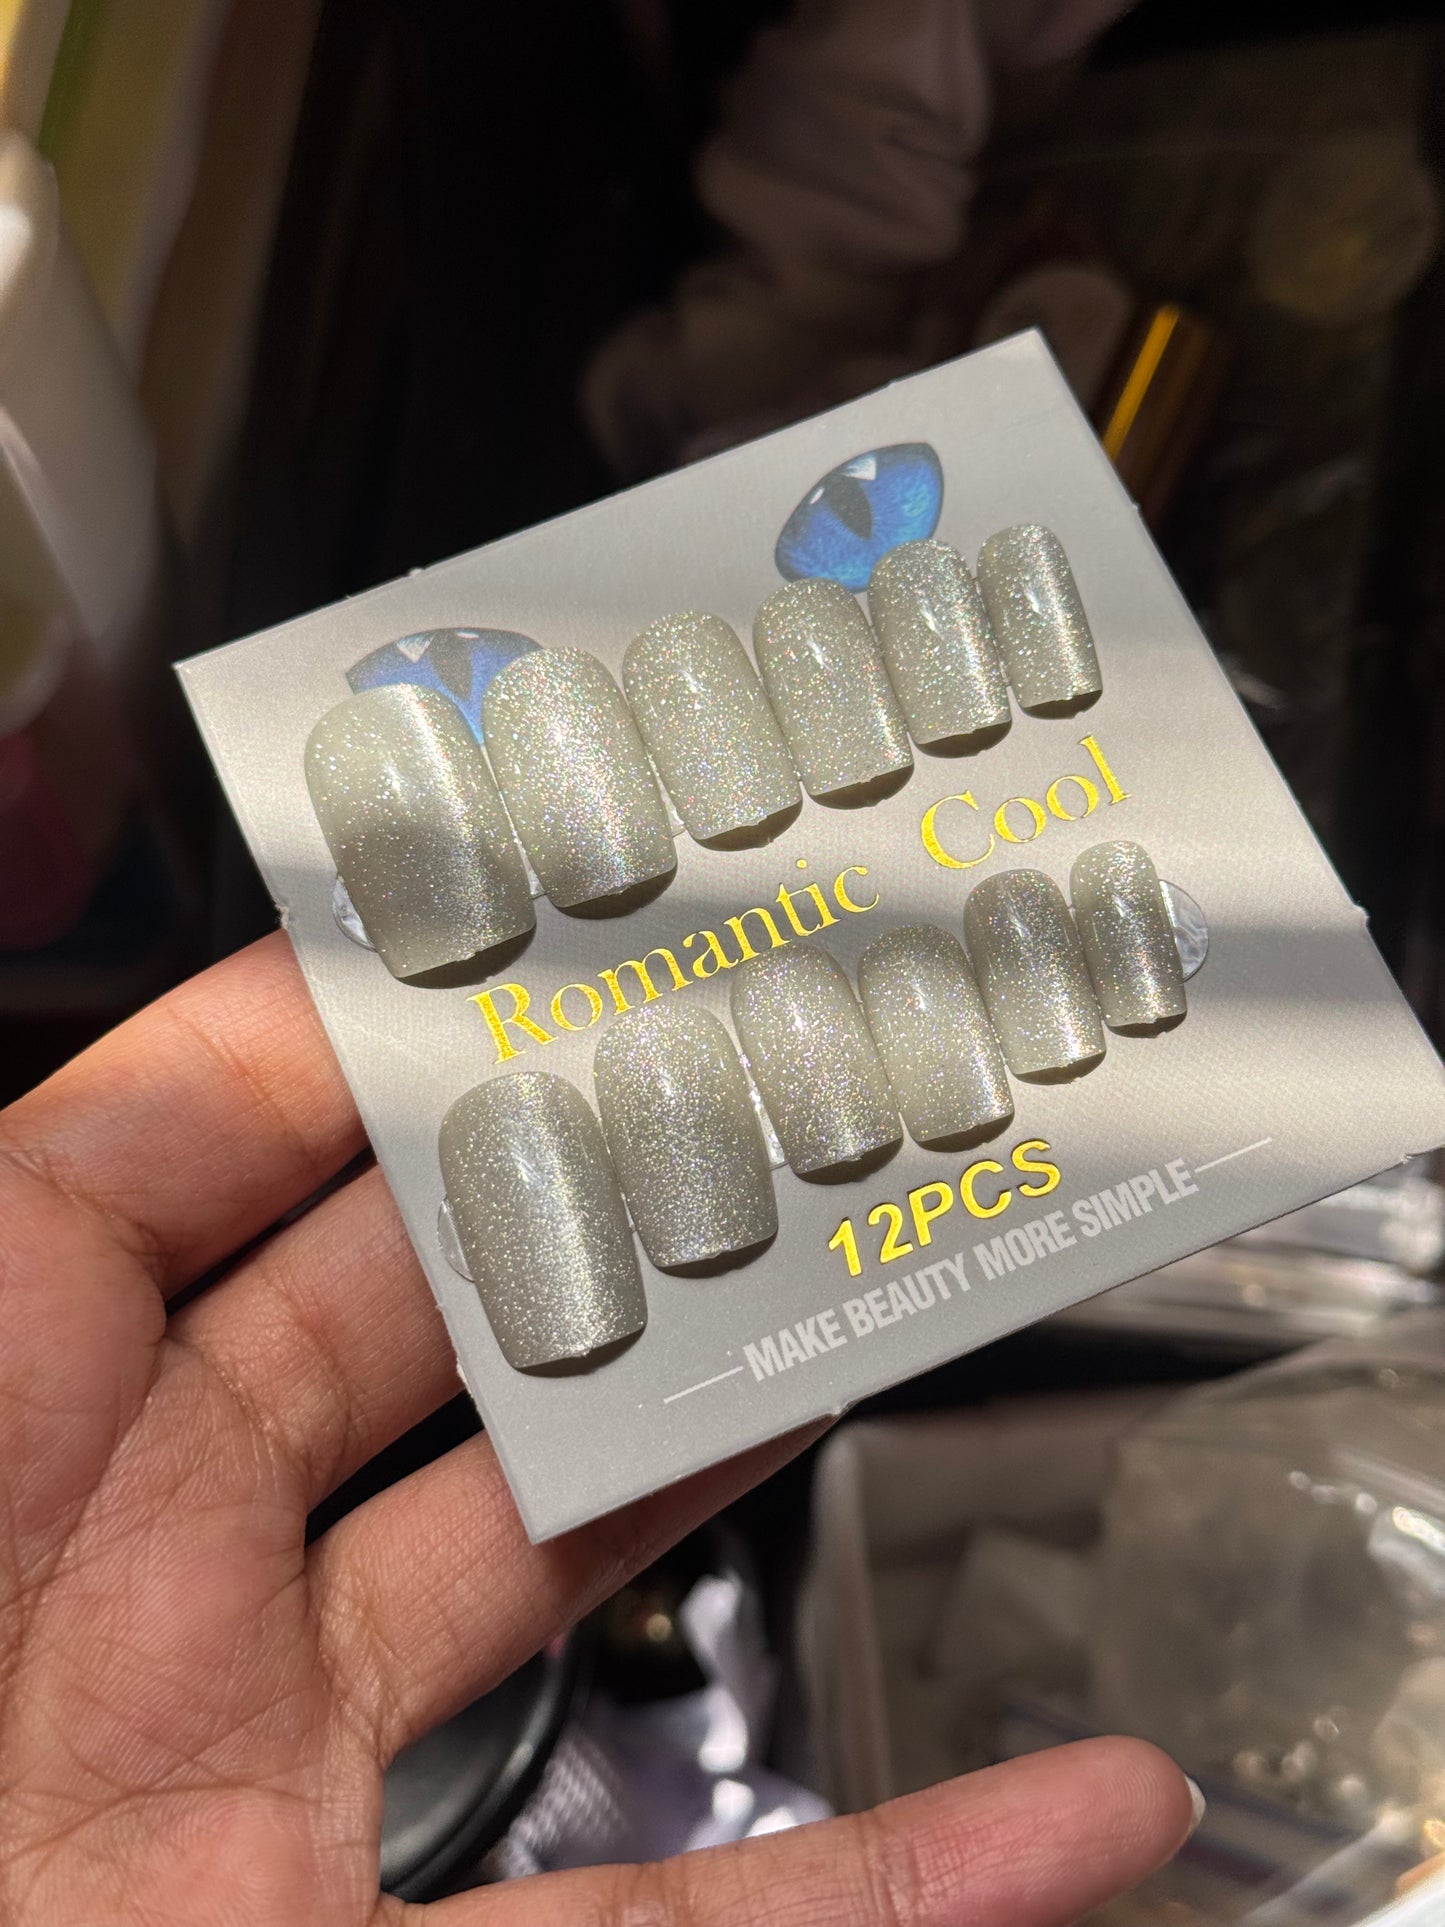 Romantic Cool
12PCS
MAKE BEAUTY MORE SIMPLE